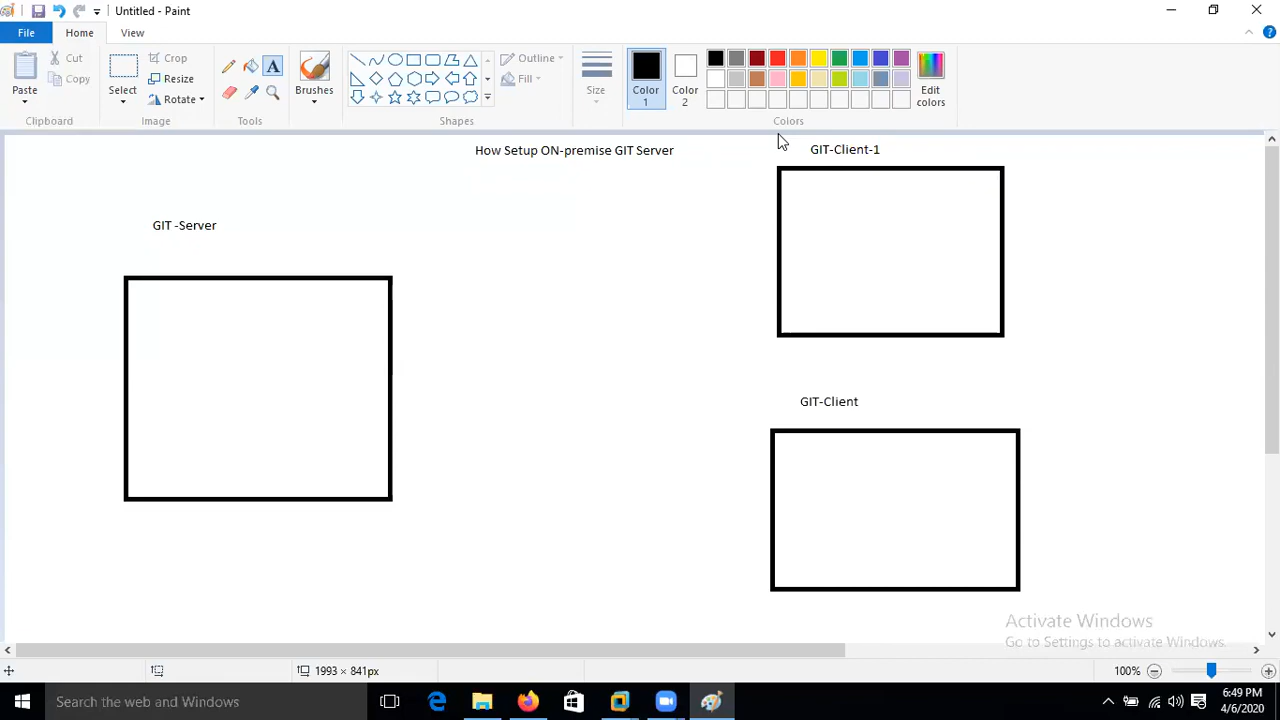 Untitled - Paint
File
Home
View
Paste
Cut
Copy
Clipboard
Select
Crop
Resize
Rotate
Image
A
Tools
Brushes
Outline
Fill
Shapes
Size
Color 1
Color 2
Edit colors
Colors
How Setup ON-premise GIT Server
GIT-Client-1
GIT -Server
GIT-Client
Activate Windows
Go to Settings to activate Windows.
1993 × 841px
100%
Search the web and Windows
6:49 PM
4/6/2020